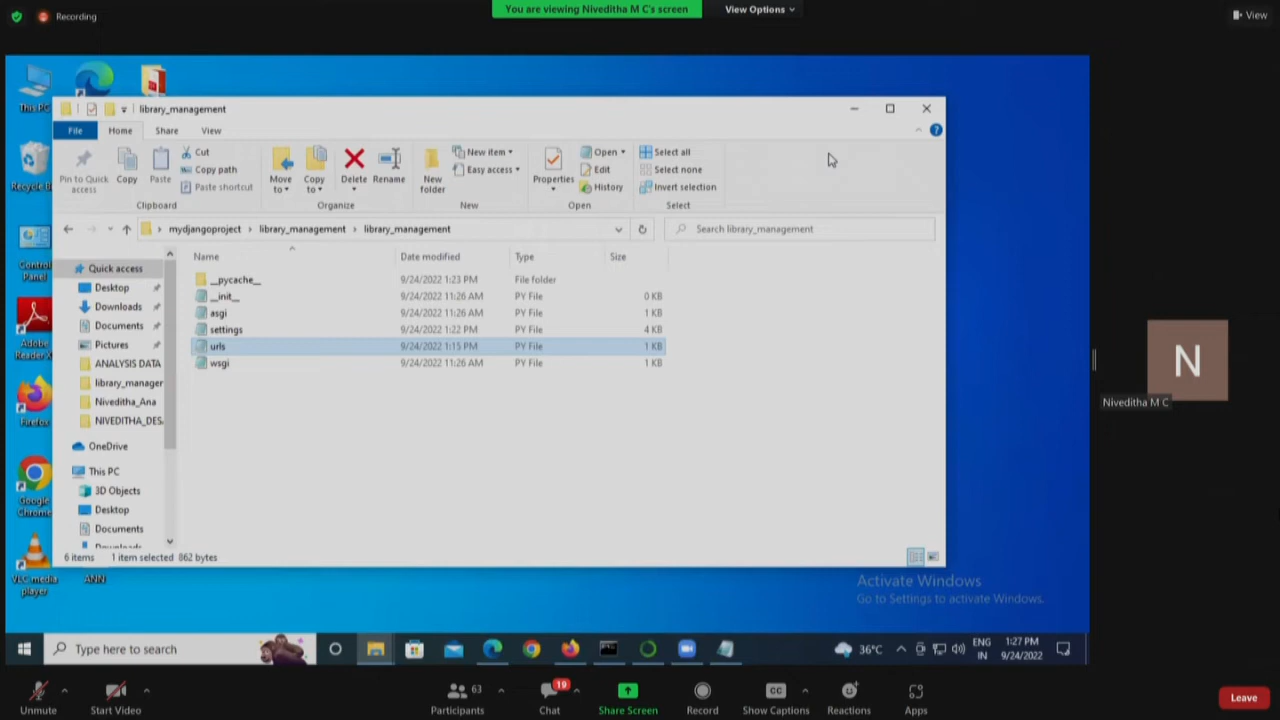 Recording
You are viewing Niveditha M C's screen
View Options
View
This PC
library_management
File Home Share View
Pin to Quick access
Copy
Paste
Cut
Copy path
Paste shortcut
Clipboard
Move to
Copy to
Delete
Rename
Organize
New folder
New item
Easy access
New
Properties
Open
Edit
History
Open
Select all
Select none
Invert selection
Select
mydjangoproject > library_management > library_management
Search library_management
Name Date modified Type Size
__pycache__ 9/24/2022 1:23 PM File folder
__init__ 9/24/2022 11:26 AM PY File 0 KB
asgi 9/24/2022 11:26 AM PY File 1 KB
settings 9/24/2022 1:22 PM PY File 4 KB
urls 9/24/2022 1:15 PM PY File 1 KB
wsgi 9/24/2022 11:26 AM PY File 1 KB
Quick access
Desktop
Downloads
Documents
Pictures
ANALYSIS DATA
library_manager
Niveditha_Ana
NIVEDITHA_DES
OneDrive
This PC
3D Objects
Desktop
Documents
Downloads
6 items 1 item selected 862 bytes
Recycle Bin
Control Panel
Adobe Reader X
Firefox
Google Chrome
VLC media player
ANN
Activate Windows
Go to Settings to activate Windows.
N
Niveditha M C
Type here to search
36°C
ENG
IN
1:27 PM
9/24/2022
Unmute
Start Video
Participants 63
Chat 19
Share Screen
Record
CC
Show Captions
Reactions
Apps
Leave